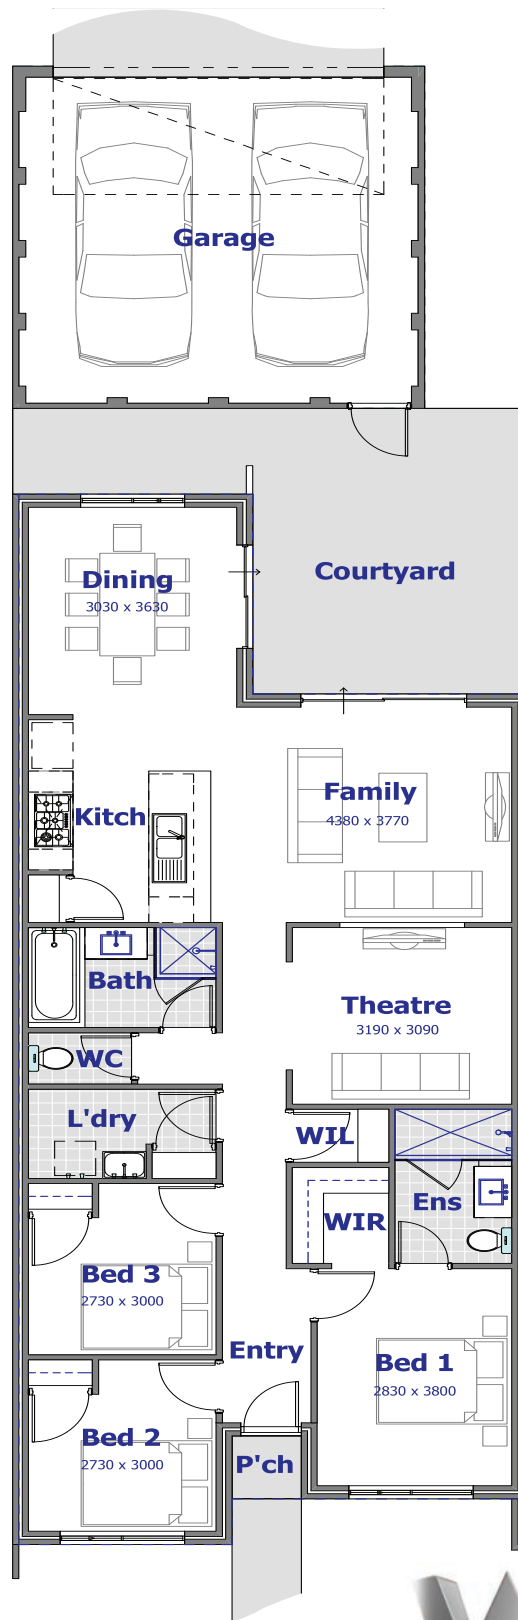 Garage
Courtyard
Dining
3030 x 3630
Family
4380 x 3770
Kitch
Bath
Theatre
3190 x 3090
WC
L'dry
WIL
Ens
WIR
Bed 3
2730 x 3000
Entry
Bed 1
2830 x 3800
Bed 2
2730 x 3000
P'ch